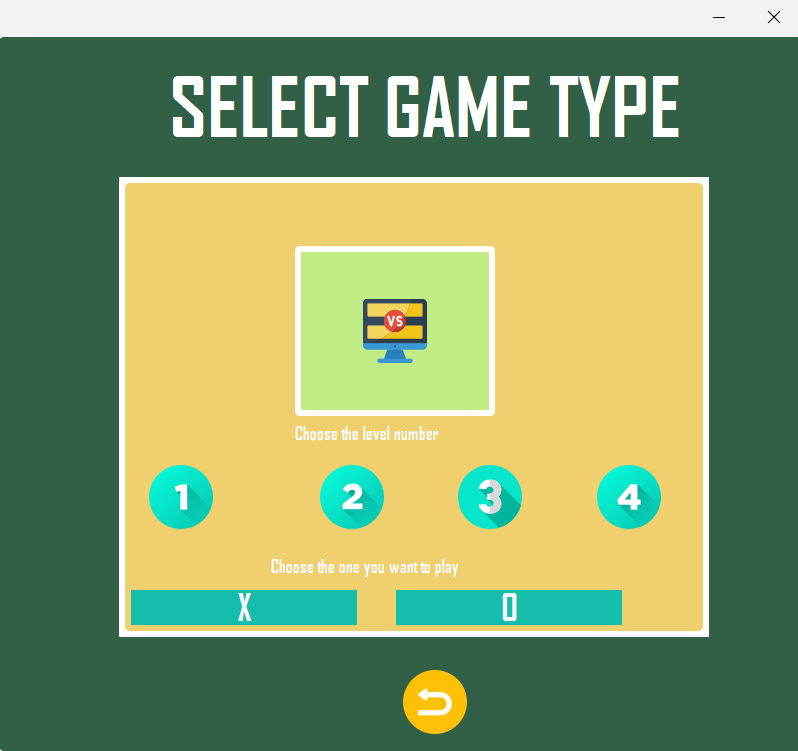 SELECT GAME TYPE
VS
Choose the level number
1 2 3 4
Choose the one you want to play
X O